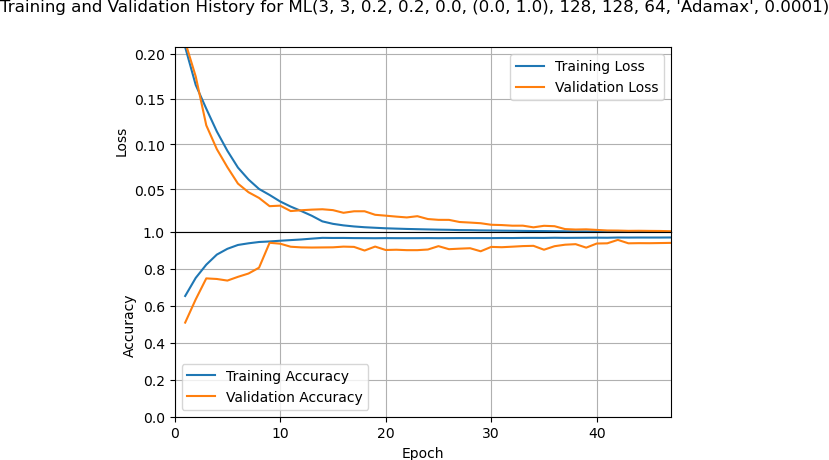 Training and Validation History for ML(3, 3, 0.2, 0.2, 0.0, (0.0, 1.0), 128, 128, 64, 'Adamax', 0.0001)
0.20
0.15
0.10
0.05
Loss
Training Loss
Validation Loss
1.0
0.8
0.6
0.4
0.2
0.0
Accuracy
Training Accuracy
Validation Accuracy
0 10 20 30 40
Epoch